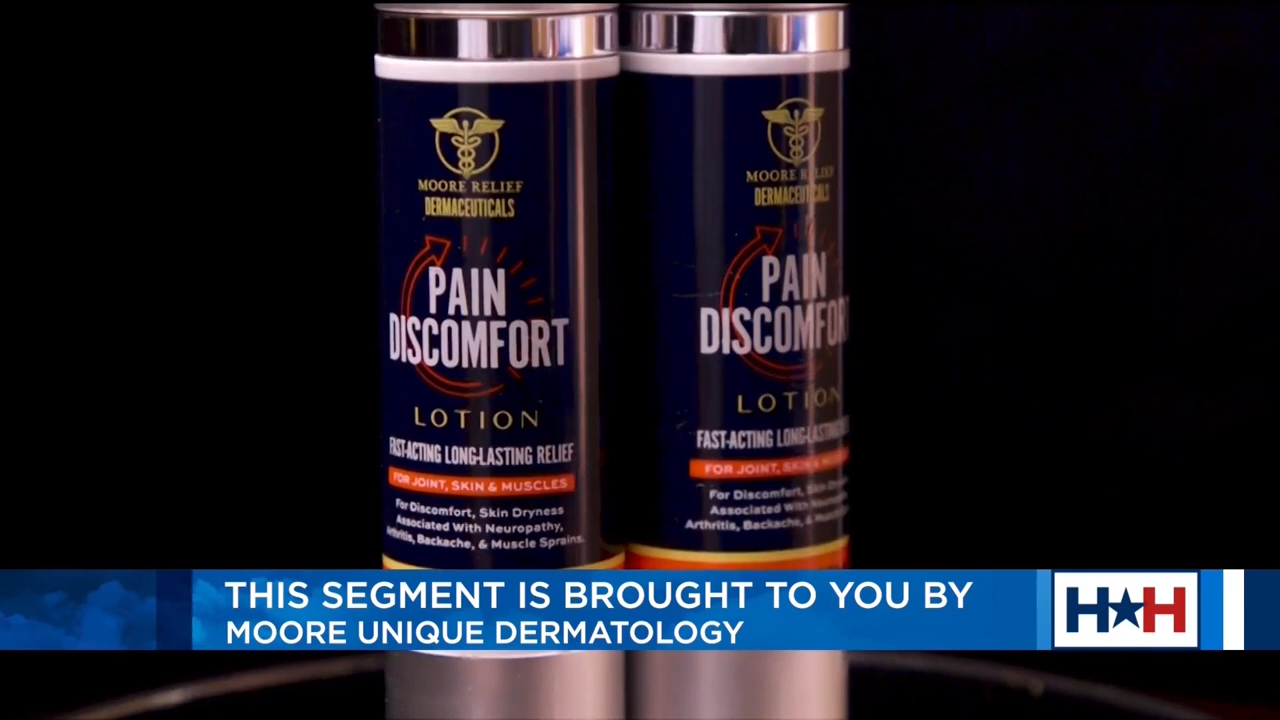 MOORE RELIEF
DERMACEUTICALS
PAIN
DISCOMFORT
LOTION
FAST-ACTING LONG-LASTING RELIEF
FOR JOINT, SKIN & MUSCLES
For Discomfort, Skin Dryness
Associated With Neuropathy,
Arthritis, Backache, & Muscle Sprains.
MOORE RELIEF
DERMACEUTICALS
PAIN
DISCOMFORT
LOTION
FAST-ACTING LONG-LASTING
FOR JOINT, SKIN &
For Discomfort, Skin
Associated With
Arthritis, Backache, &
THIS SEGMENT IS BROUGHT TO YOU BY
MOORE UNIQUE DERMATOLOGY
H★H